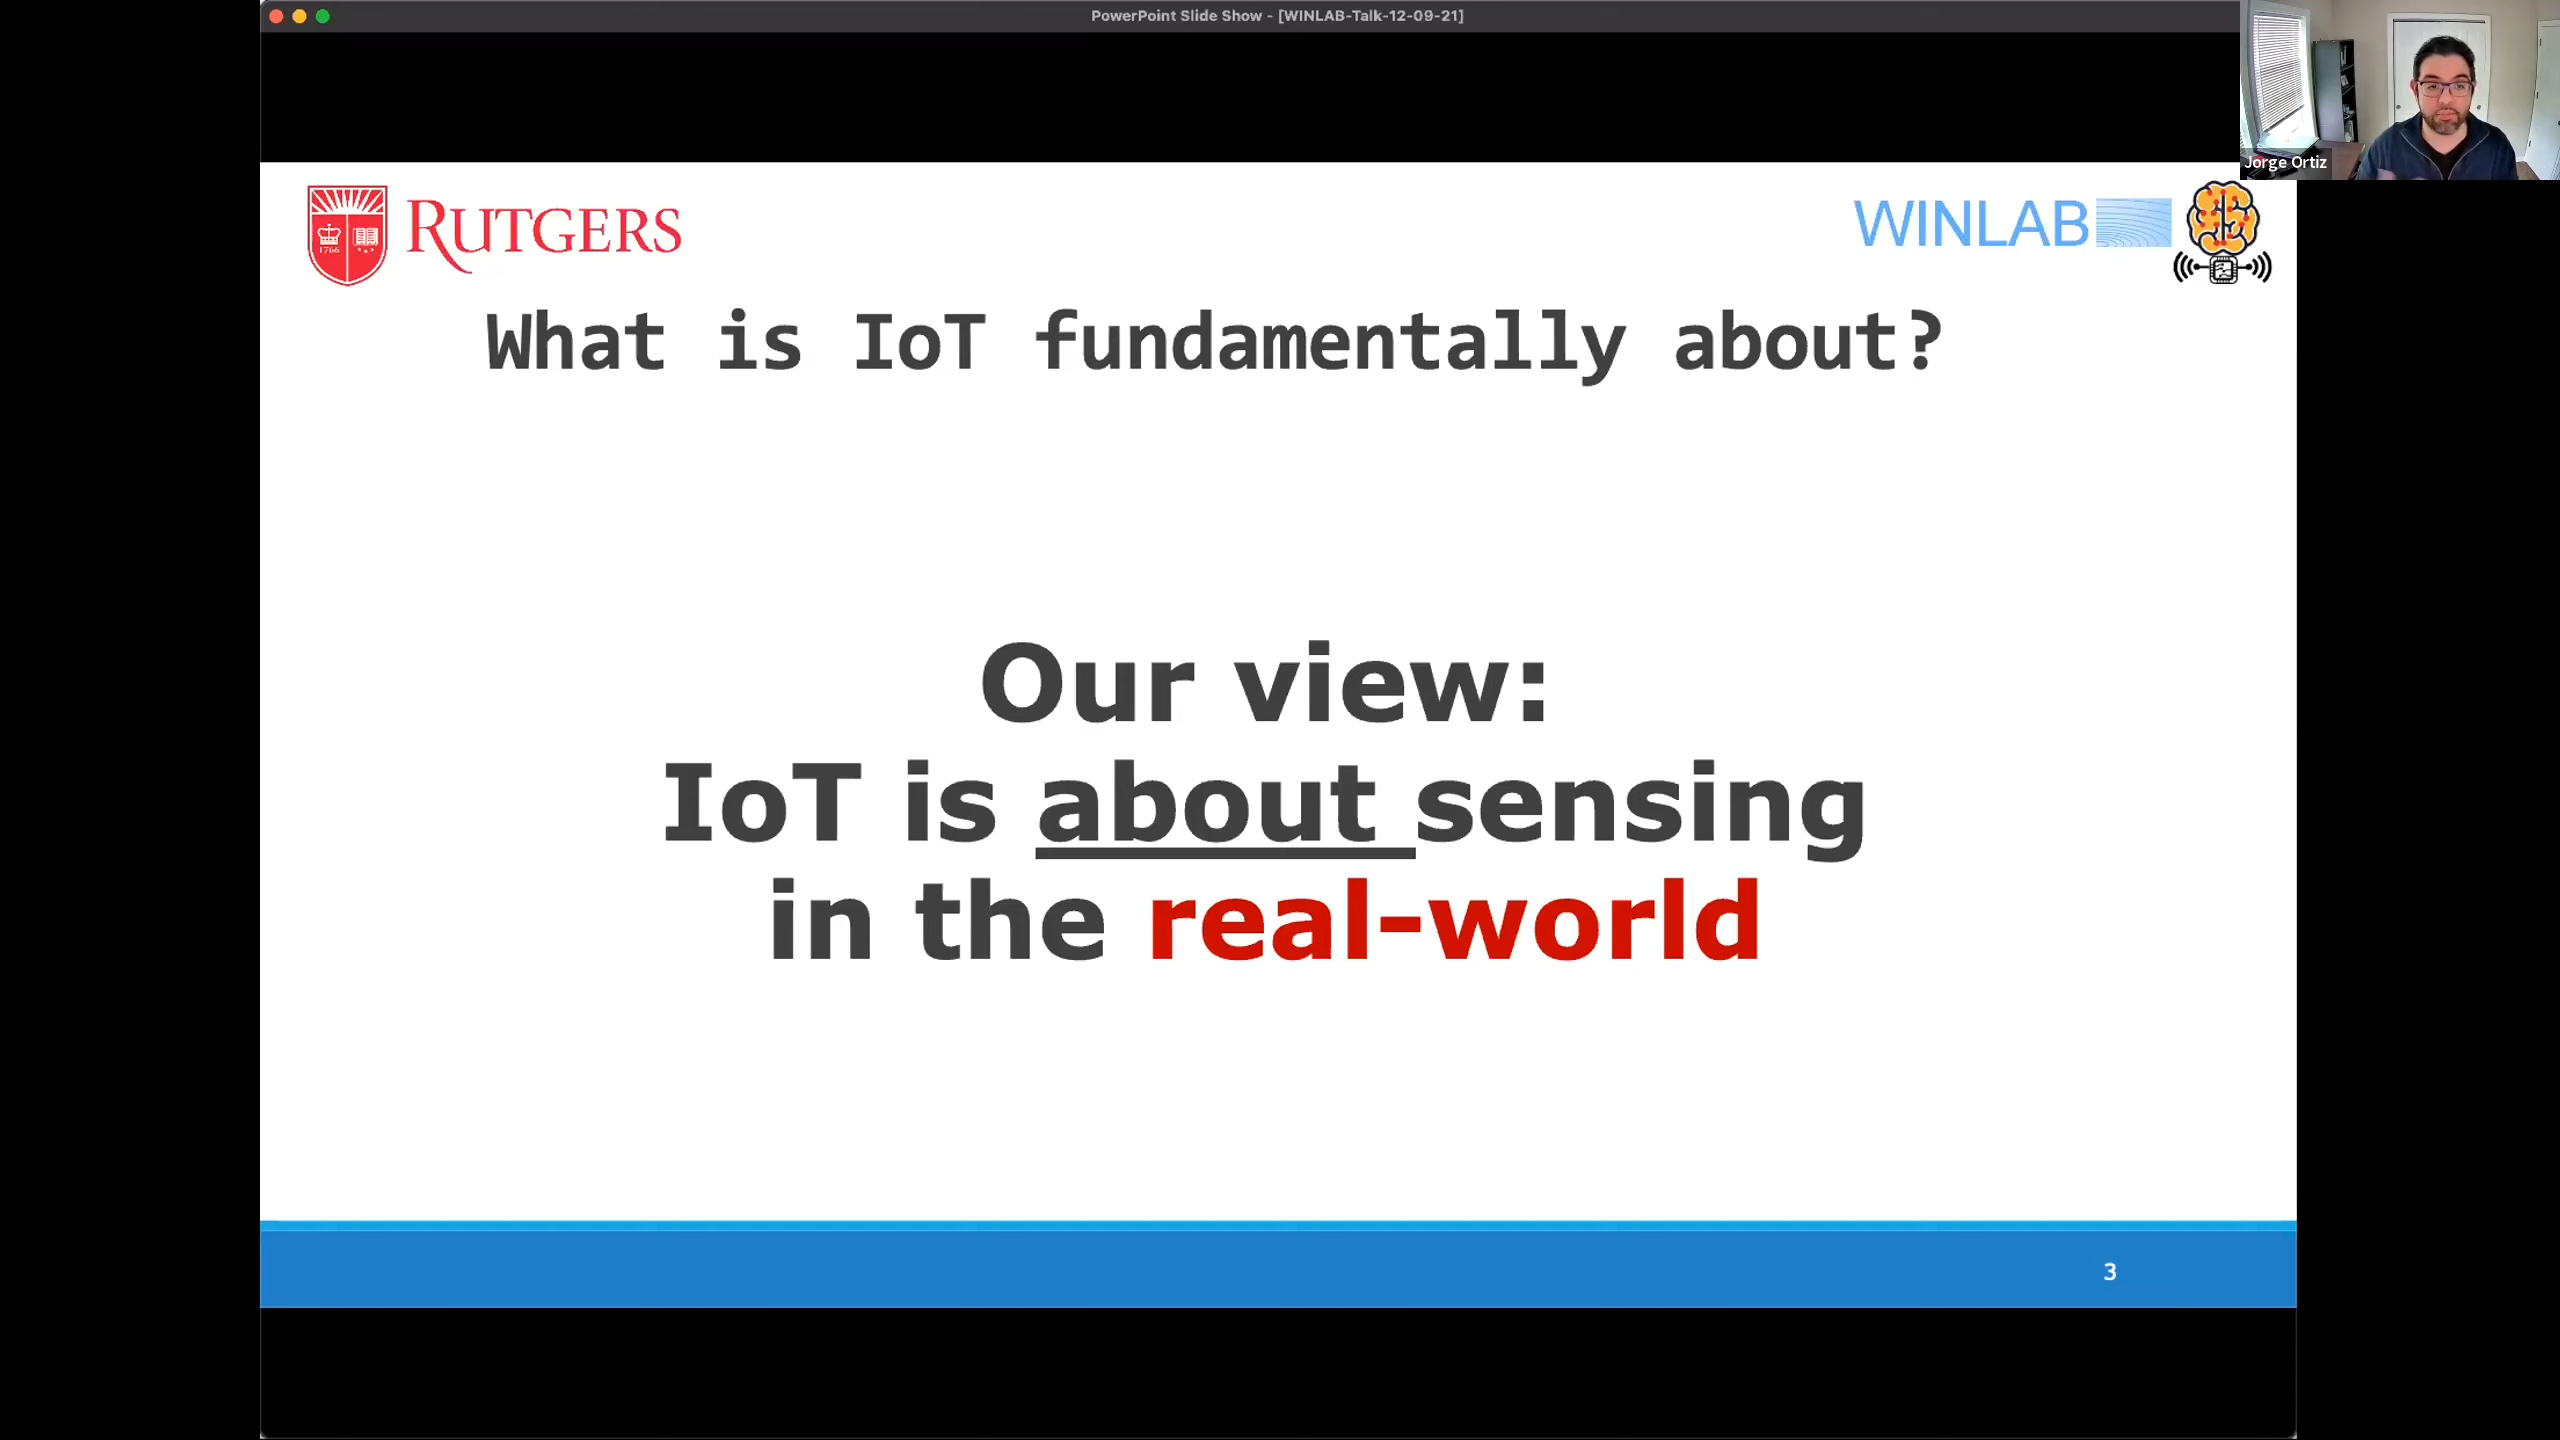 PowerPoint Slide Show - [WINLAB-Talk-12-09-21]
Jorge Ortiz
1766
RUTGERS
WINLAB
What is IoT fundamentally about?
Our view:
IoT is about sensing
in the real-world
3